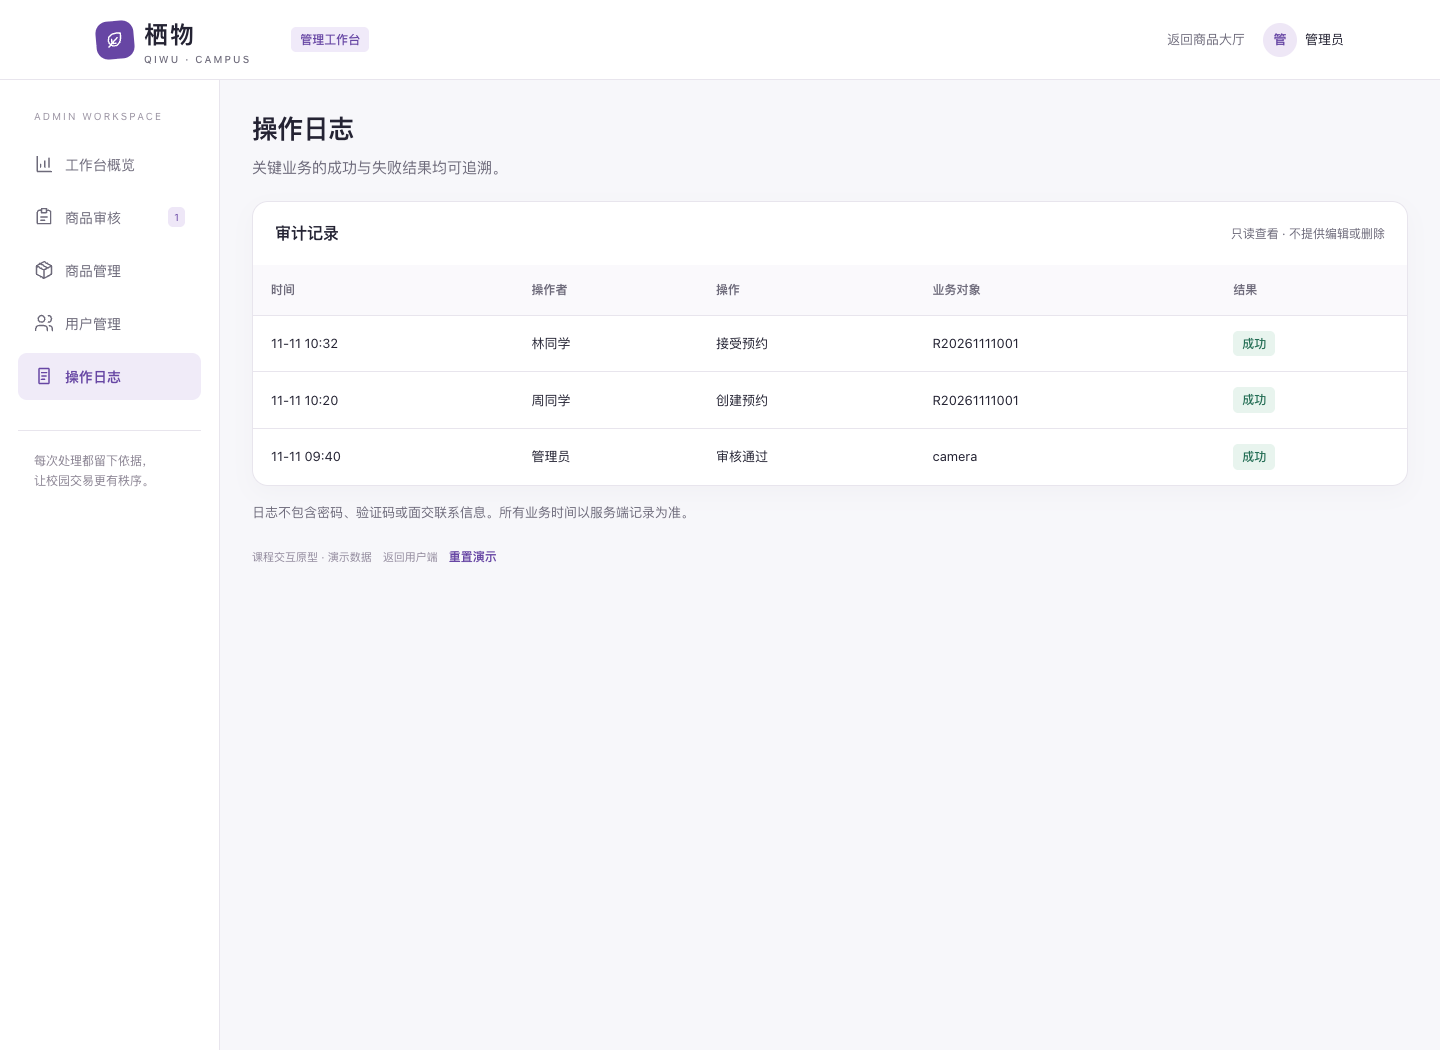 栖物
QIWU · CAMPUS
管理工作台
返回商品大厅
管
管理员
ADMIN WORKSPACE
工作台概览
商品审核
1
商品管理
用户管理
操作日志
每次处理都留下依据,
让校园交易更有秩序。
操作日志
关键业务的成功与失败结果均可追溯。
审计记录
只读查看 · 不提供编辑或删除
时间 操作者 操作 业务对象 结果
11-11 10:32 林同学 接受预约 R20261111001 成功
11-11 10:20 周同学 创建预约 R20261111001 成功
11-11 09:40 管理员 审核通过 camera 成功
日志不包含密码、验证码或面交联系信息。所有业务时间以服务端记录为准。
课程交互原型 · 演示数据 返回用户端 重置演示